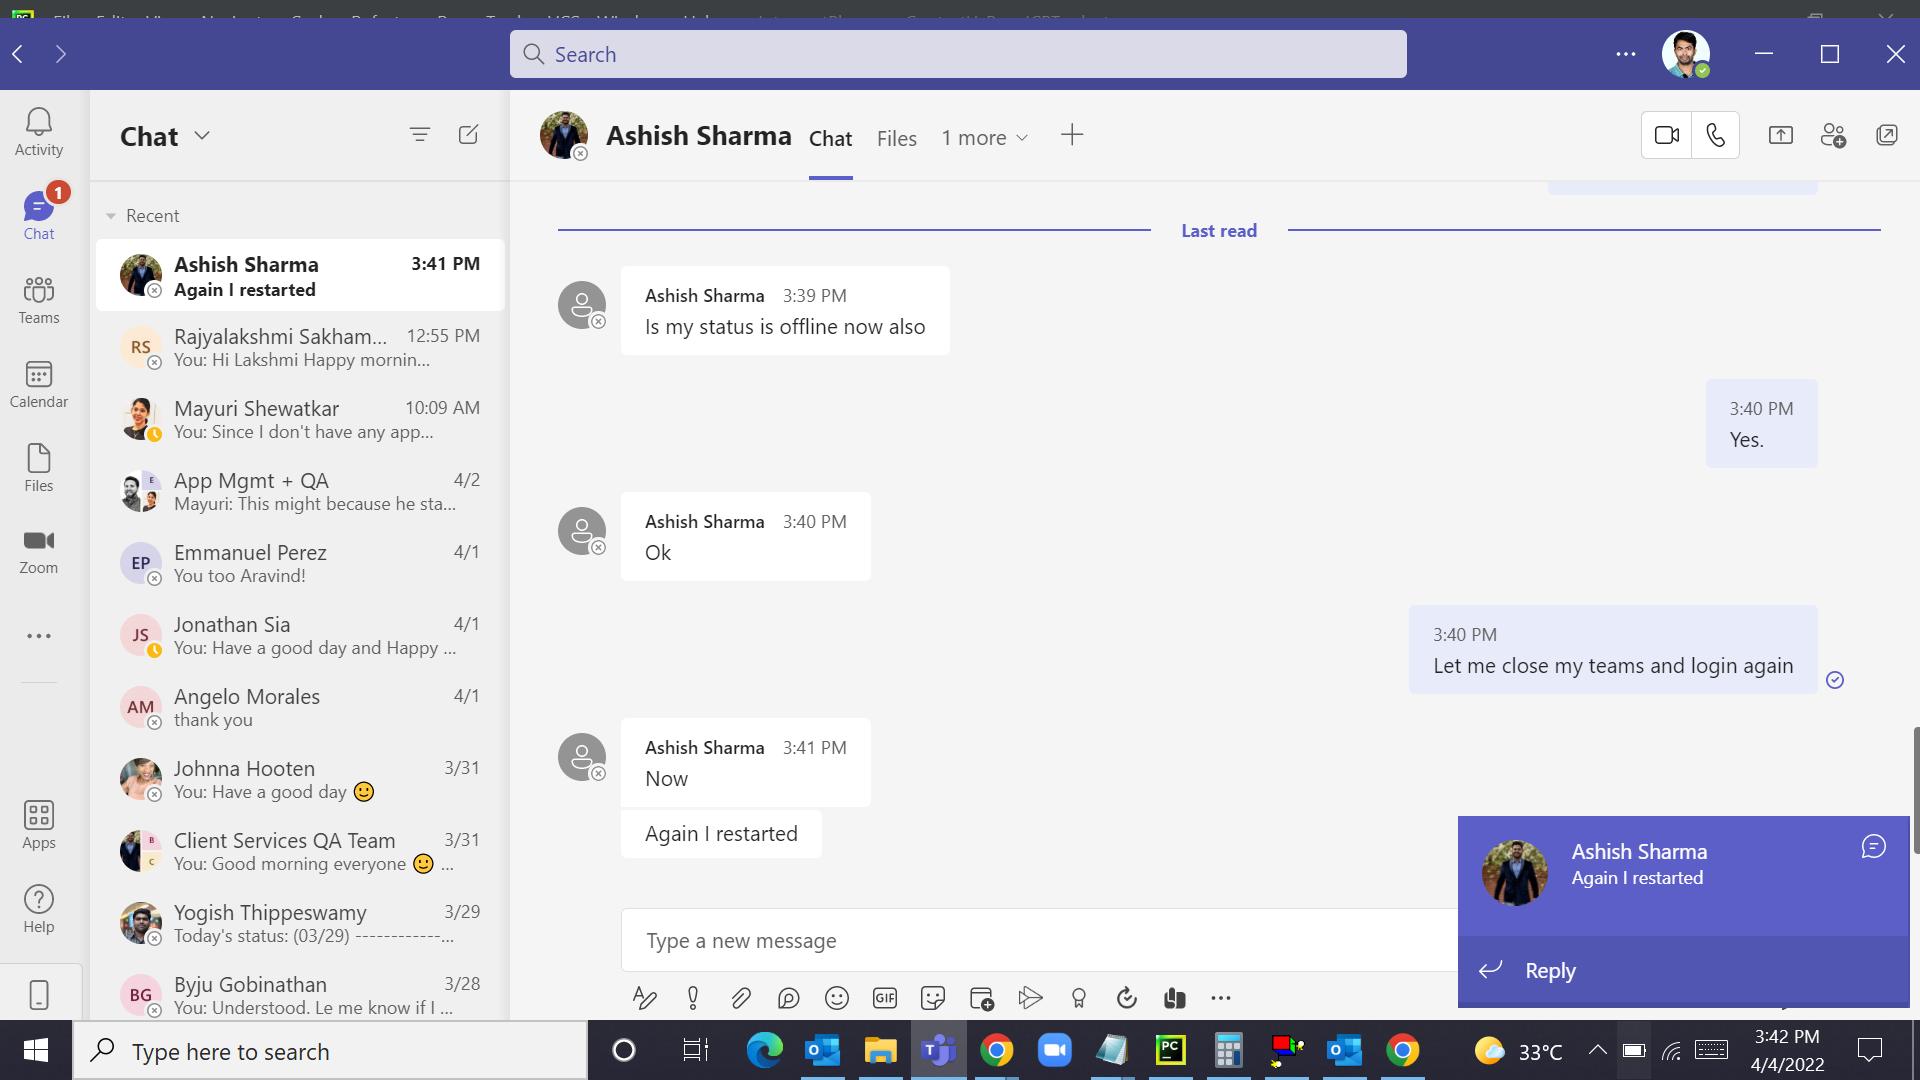 Search
Activity
1
Chat
Teams
Calendar
Files
Zoom
Apps
Help
Chat
Recent
Ashish Sharma 3:41 PM
Again I restarted
RS
Rajyalakshmi Sakham... 12:55 PM
You: Hi Lakshmi Happy mornin...
Mayuri Shewatkar 10:09 AM
You: Since I don't have any app...
E
App Mgmt + QA 4/2
Mayuri: This might because he sta...
EP
Emmanuel Perez 4/1
You too Aravind!
JS
Jonathan Sia 4/1
You: Have a good day and Happy ...
AM
Angelo Morales 4/1
thank you
Johnna Hooten 3/31
You: Have a good day 🙂
B
C
Client Services QA Team 3/31
You: Good morning everyone 🙂 ...
Yogish Thippeswamy 3/29
Today's status: (03/29) ------------...
BG
Byju Gobinathan 3/28
You: Understood. Le me know if I ...
Ashish Sharma Chat Files 1 more
Last read
Ashish Sharma 3:39 PM
Is my status is offline now also
3:40 PM
Yes.
Ashish Sharma 3:40 PM
Ok
3:40 PM
Let me close my teams and login again
Ashish Sharma 3:41 PM
Now
Again I restarted
Type a new message
GIF
Ashish Sharma
Again I restarted
Reply
Type here to search
PC
33°C
3:42 PM
4/4/2022